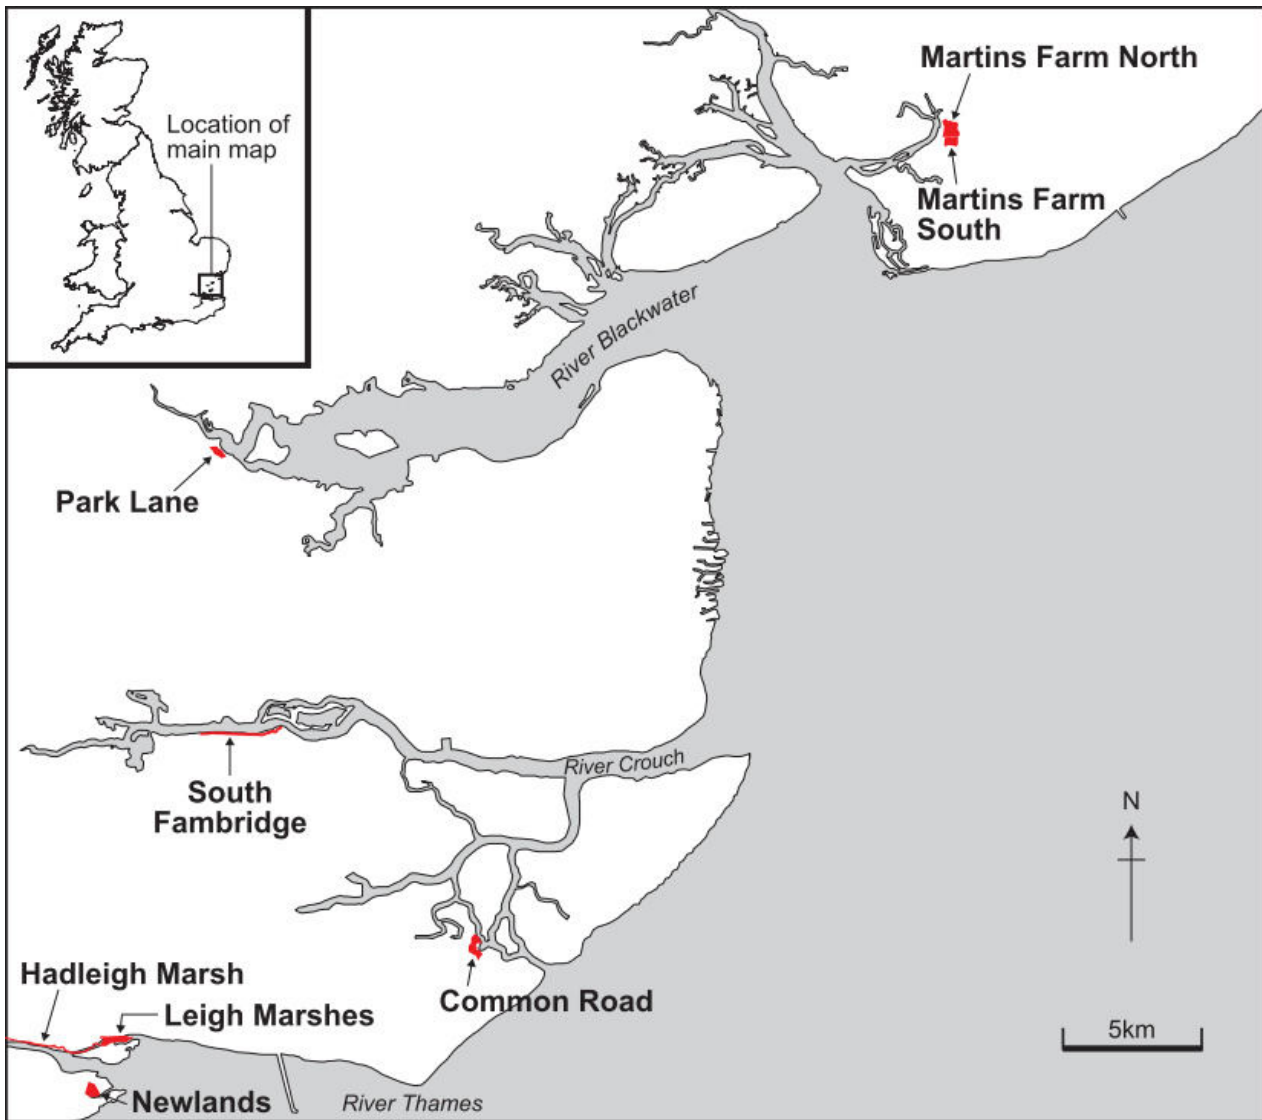 Location of
main map
Martins Farm North
Martins Farm
South
River Blackwater
Park Lane
River Crouch
South
Fambridge
N
Hadleigh Marsh
Leigh Marshes
Common Road
5km
Newlands
River Thames